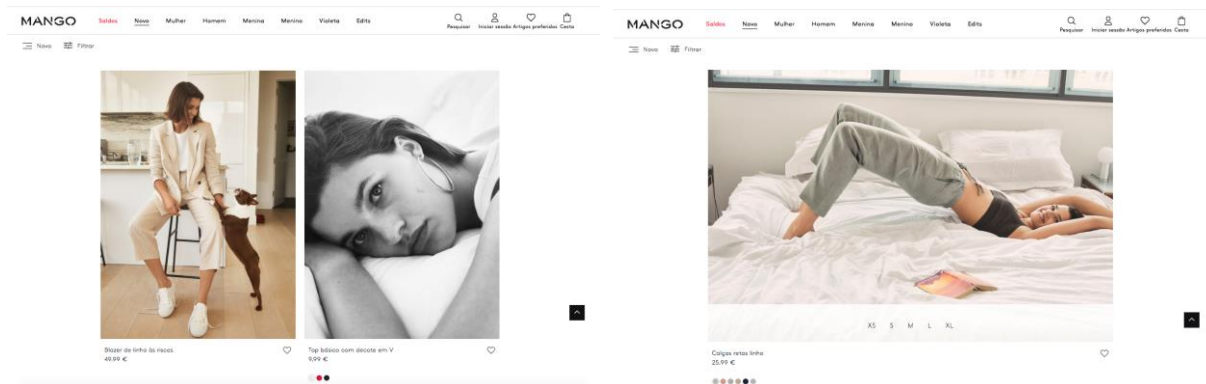 MANGO Saldos Novo Mulher Homem Menina Menino Violeta Edits Pesquisar Iniciar sessão Artigos preferidos Cesta
Novo Filtrar
Blazer de linho às riscas
49,99 €
Top básico com decote em V
9,99 €
MANGO Saldos Novo Mulher Homem Menina Menino Violeta Edits Pesquisar Iniciar sessão Artigos preferidos Cesta
Novo Filtrar
XS S M L XL
Calças retas linho
25,99 €